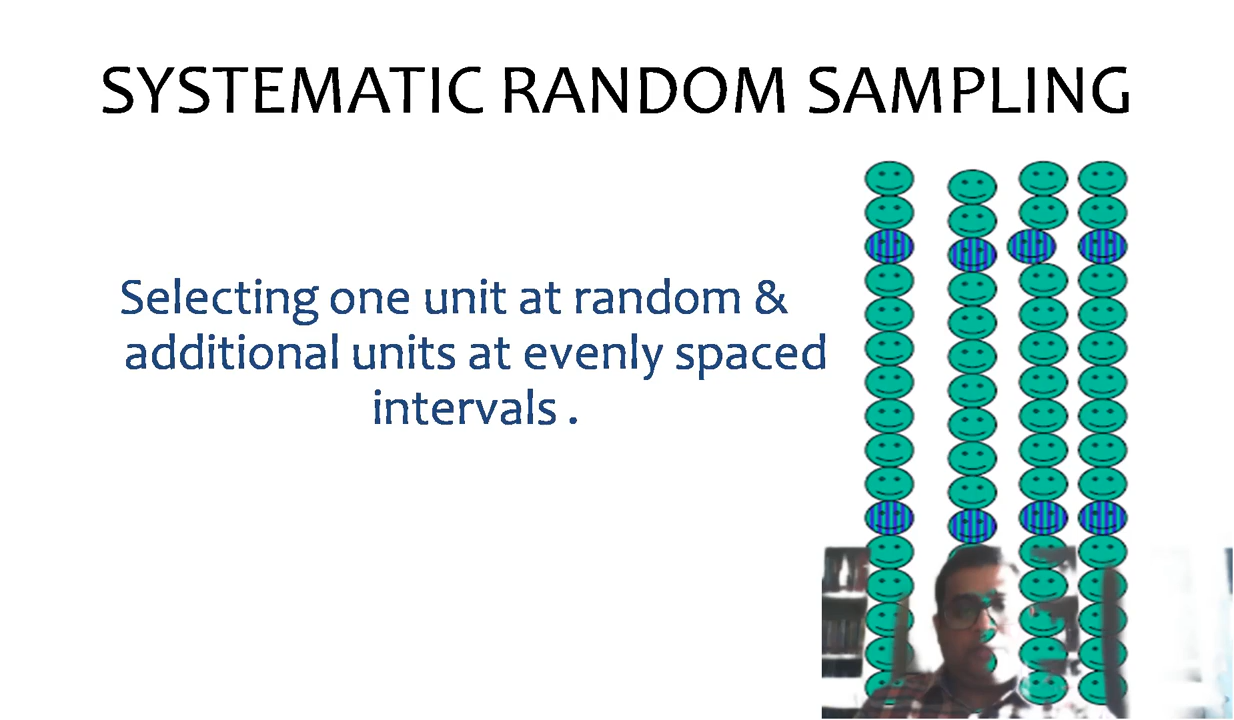 SYSTEMATIC RANDOM SAMPLING
Selecting one unit at random &
additional units at evenly spaced
intervals .